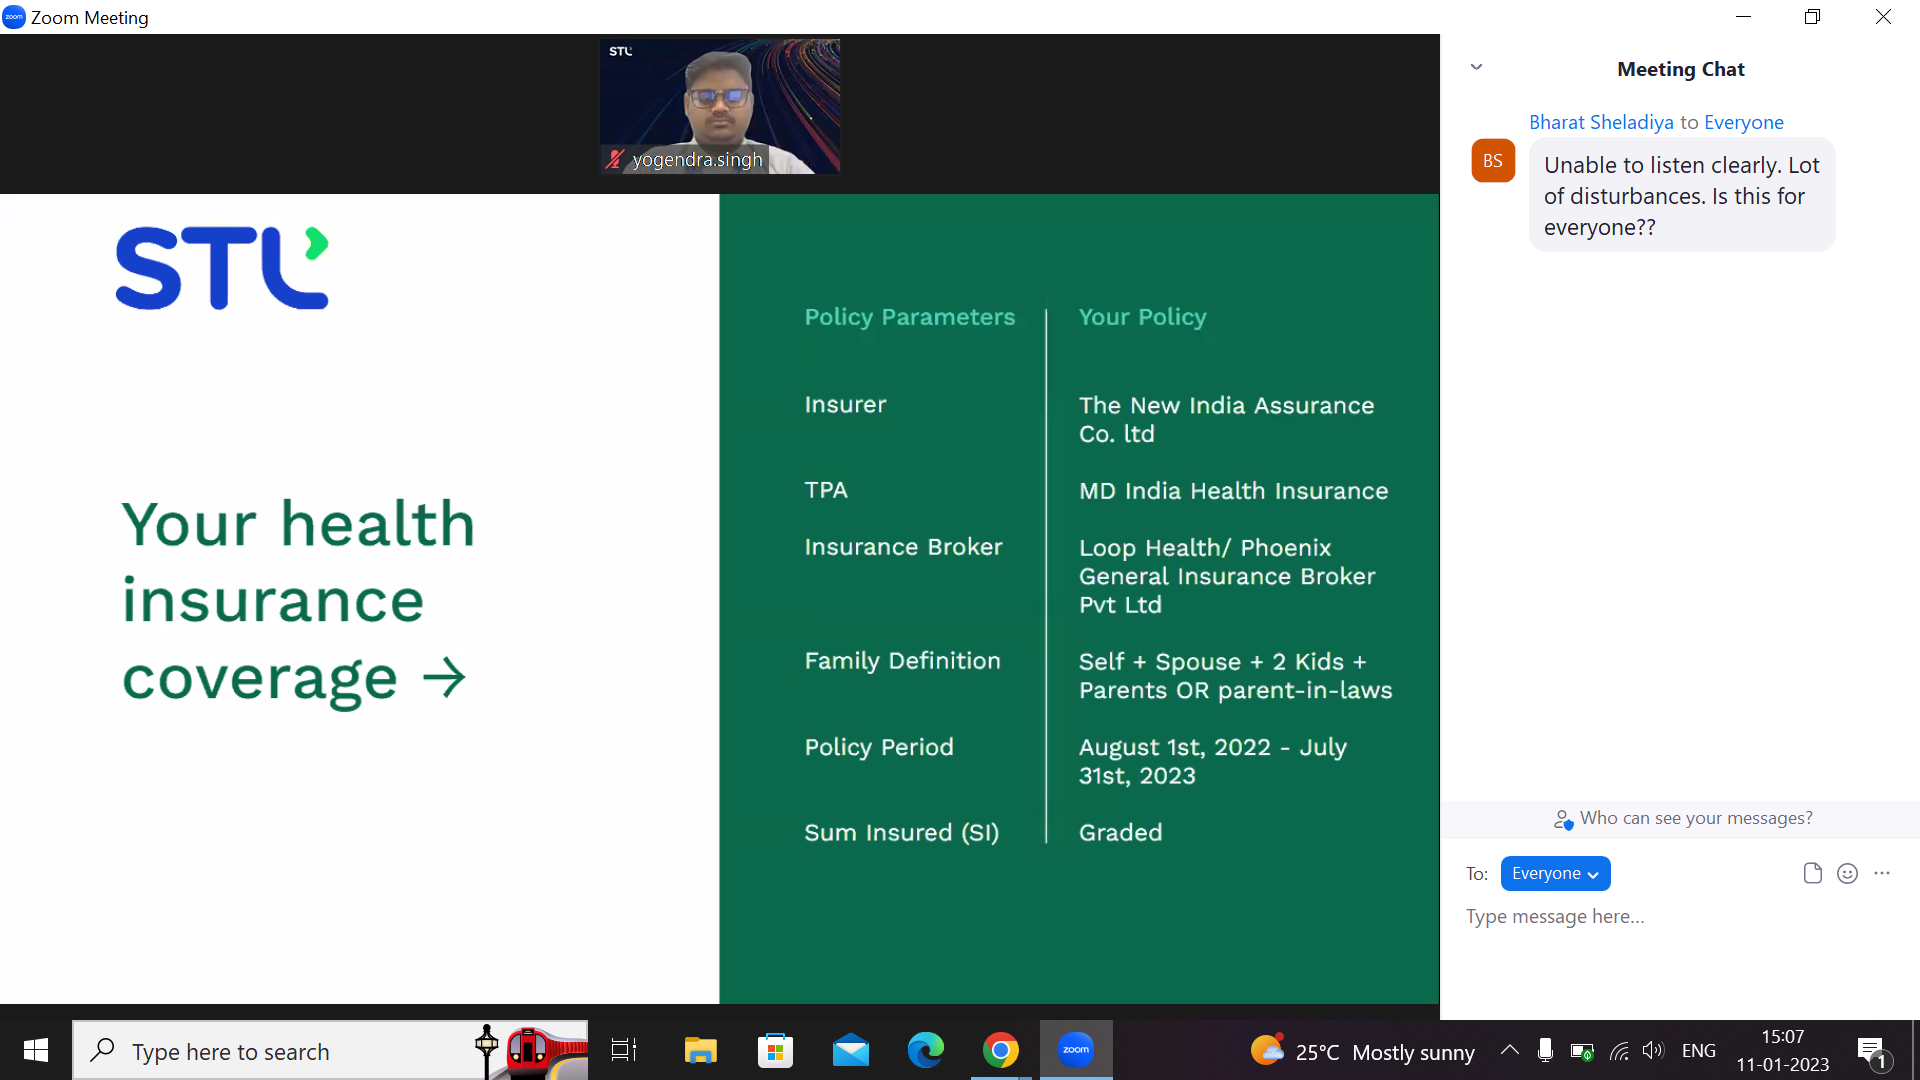 zoom Zoom Meeting
STL
yogendra.singh
STL
Your health
insurance
coverage →
Policy Parameters
Your Policy
Insurer
The New India Assurance
Co. ltd
TPA
MD India Health Insurance
Insurance Broker
Loop Health/ Phoenix
General Insurance Broker
Pvt Ltd
Family Definition
Self + Spouse + 2 Kids +
Parents OR parent-in-laws
Policy Period
August 1st, 2022 - July
31st, 2023
Sum Insured (SI)
Graded
Meeting Chat
Bharat Sheladiya to Everyone
BS
Unable to listen clearly. Lot
of disturbances. Is this for
everyone??
Who can see your messages?
To: Everyone
Type message here...
Type here to search
zoom
25°C Mostly sunny
ENG
15:07
11-01-2023
1